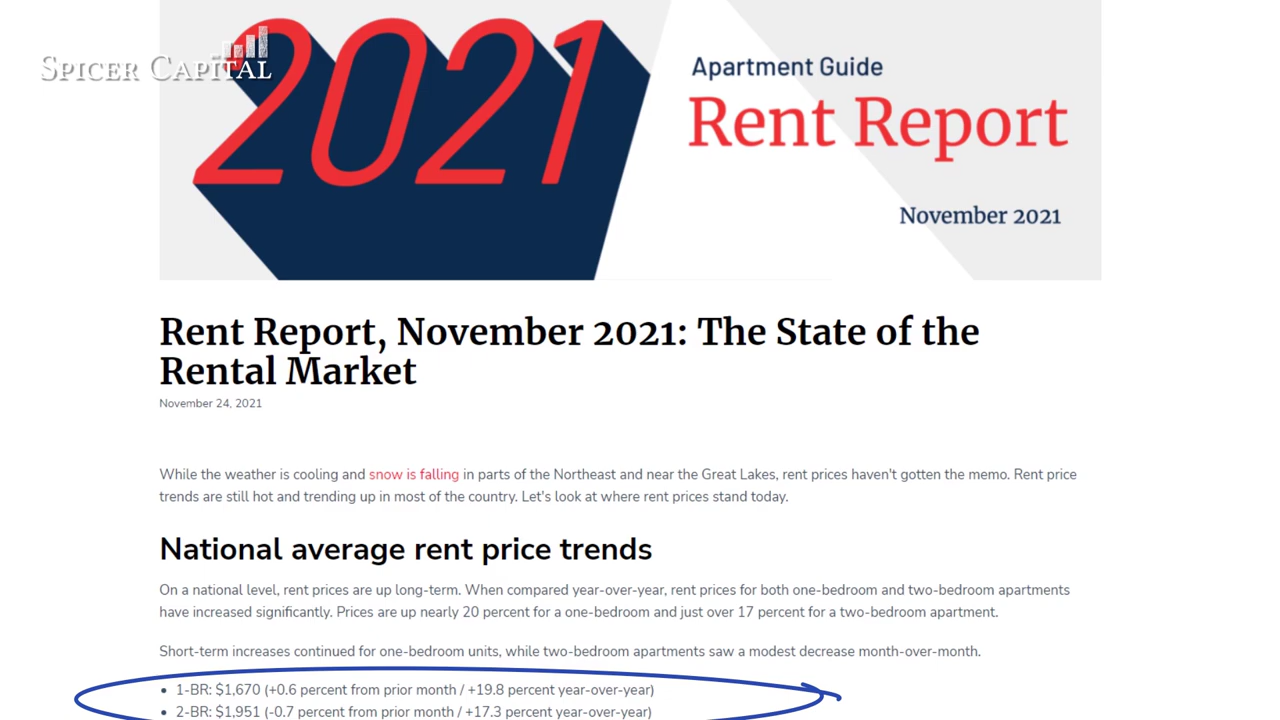 2021
SPICER CAPITAL
Apartment Guide
Rent Report
November 2021
Rent Report, November 2021: The State of the
Rental Market
November 24, 2021
While the weather is cooling and snow is falling in parts of the Northeast and near the Great Lakes, rent prices haven't gotten the memo. Rent price
trends are still hot and trending up in most of the country. Let's look at where rent prices stand today.
National average rent price trends
On a national level, rent prices are up long-term. When compared year-over-year, rent prices for both one-bedroom and two-bedroom apartments
have increased significantly. Prices are up nearly 20 percent for a one-bedroom and just over 17 percent for a two-bedroom apartment.
Short-term increases continued for one-bedroom units, while two-bedroom apartments saw a modest decrease month-over-month.
• 1-BR: $1,670 (+0.6 percent from prior month / +19.8 percent year-over-year)
• 2-BR: $1,951 (-0.7 percent from prior month / +17.3 percent year-over-year)